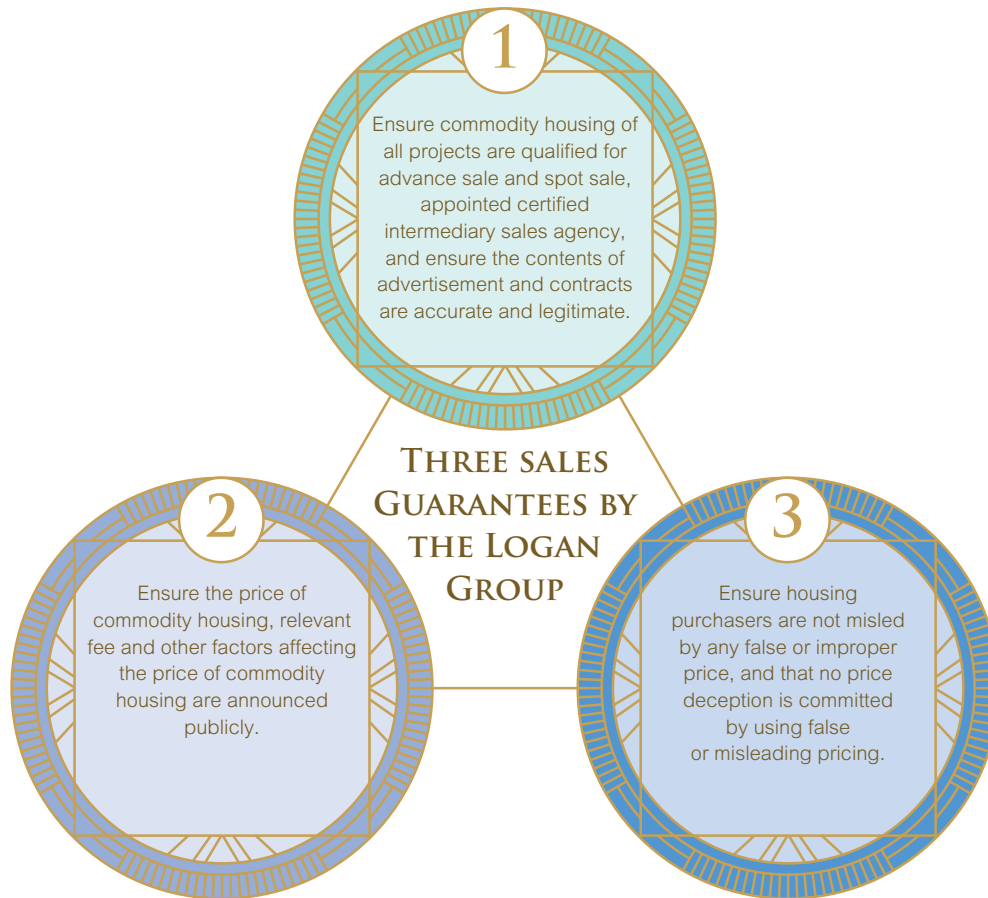 1
Ensure commodity housing of
all projects are qualified for
advance sale and spot sale,
appointed certified
intermediary sales agency,
and ensure the contents of
advertisement and contracts
are accurate and legitimate.
THREE SALES
GUARANTEES BY
THE LOGAN
GROUP
2
Ensure the price of
commodity housing, relevant
fee and other factors affecting
the price of commodity
housing are announced
publicly.
3
Ensure housing
purchasers are not misled
by any false or improper
price, and that no price
deception is committed
by using false
or misleading pricing.